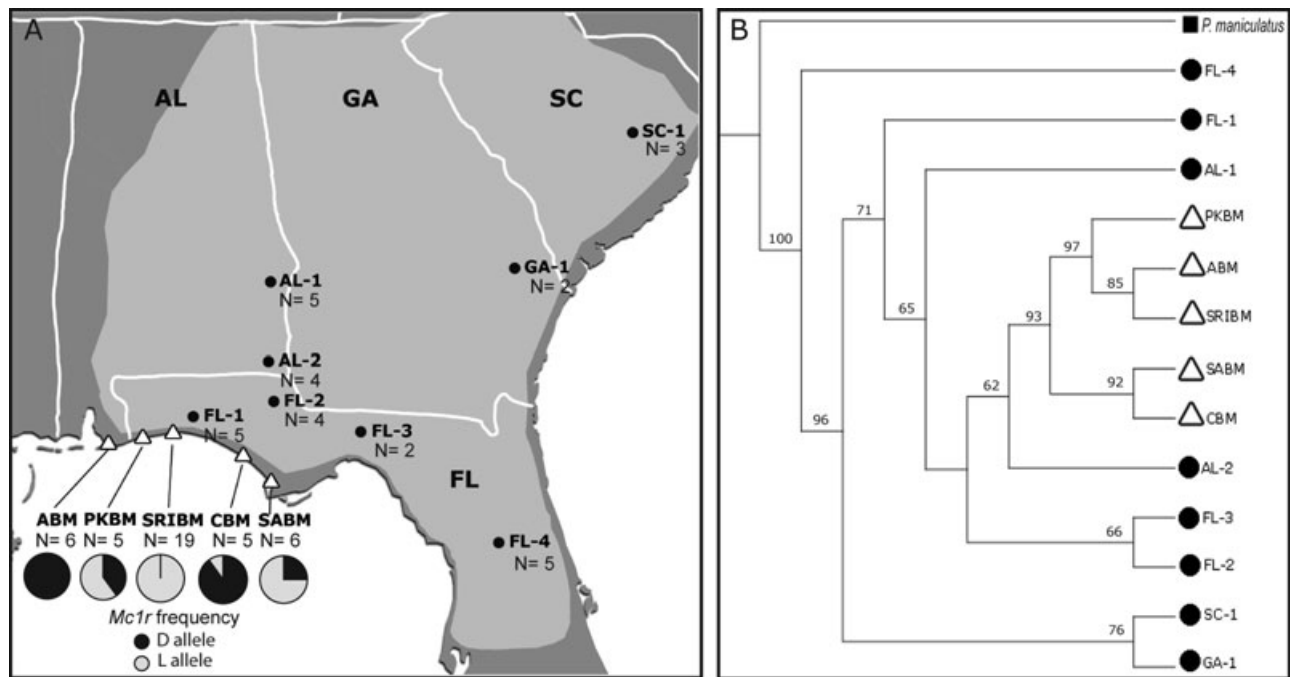 A
AL
GA
SC
SC-1
N= 3
AL-1
N= 5
GA-1
N= 2
AL-2
N= 4
FL-2
N= 4
FL-1
N= 5
FL-3
N= 2
FL
FL-4
N= 5
ABM PKBM SRIBM CBM SABM
N= 6 N= 5 N= 19 N= 5 N= 6
Mc1r frequency
D allele
L allele
B
P. maniculatus
FL-4
100
FL-1
71
AL-1
65
PKBM
97
ABM
85
SRIBM
93
SABM
92
CBM
62
96
AL-2
FL-3
66
FL-2
SC-1
76
GA-1